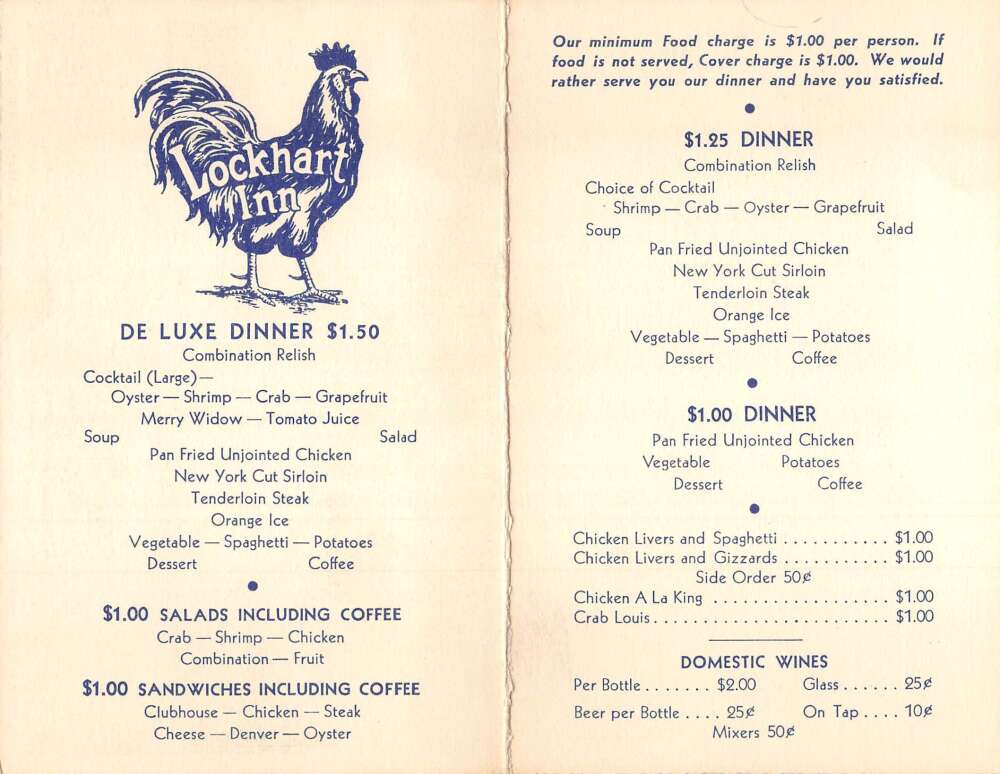 Lockhart
Inn
DE LUXE DINNER $1.50
Combination Relish
Cocktail (Large)—
Oyster — Shrimp — Crab — Grapefruit
Merry Widow — Tomato Juice
Soup Salad
Pan Fried Unjointed Chicken
New York Cut Sirloin
Tenderloin Steak
Orange Ice
Vegetable — Spaghetti — Potatoes
Dessert Coffee
$1.00 SALADS INCLUDING COFFEE
Crab — Shrimp — Chicken
Combination — Fruit
$1.00 SANDWICHES INCLUDING COFFEE
Clubhouse — Chicken — Steak
Cheese — Denver — Oyster
Our minimum Food charge is $1.00 per person. If
food is not served, Cover charge is $1.00. We would
rather serve you our dinner and have you satisfied.
$1.25 DINNER
Combination Relish
Choice of Cocktail
Shrimp — Crab — Oyster — Grapefruit
Soup Salad
Pan Fried Unjointed Chicken
New York Cut Sirloin
Tenderloin Steak
Orange Ice
Vegetable — Spaghetti — Potatoes
Dessert Coffee
$1.00 DINNER
Pan Fried Unjointed Chicken
Vegetable Potatoes
Dessert Coffee
Chicken Livers and Spaghetti . . . . . . . . . . . $1.00
Chicken Livers and Gizzards . . . . . . . . . . . $1.00
Side Order 50¢
Chicken A La King . . . . . . . . . . . . . . . . . . $1.00
Crab Louis . . . . . . . . . . . . . . . . . . . . . . . . $1.00
DOMESTIC WINES
Per Bottle . . . . . . . $2.00 Glass . . . . . . 25¢
Beer per Bottle . . . . 25¢ On Tap . . . . 10¢
Mixers 50¢